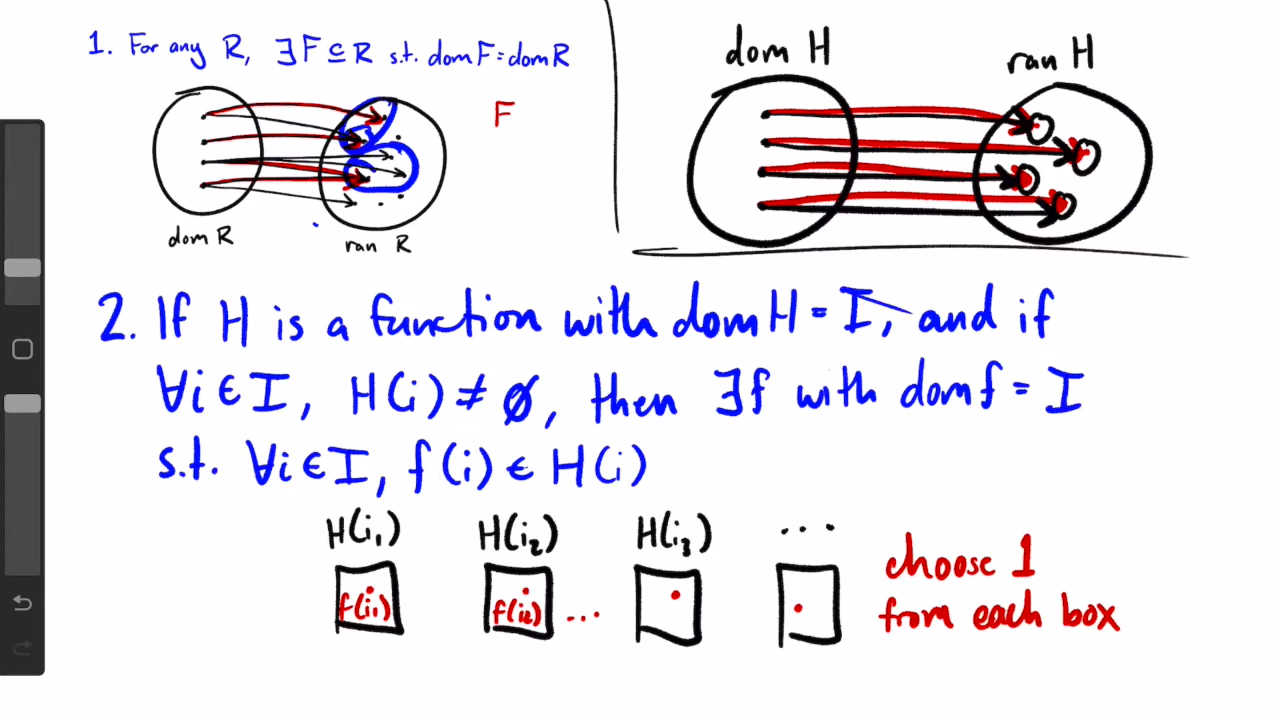 1. For any R, ∃F⊆R s.t. dom F = dom R
F
dom R
ran R
dom H
ran H
2. If H is a function with dom H = I, and if
∀i∈I, H(i) ≠ ∅, then ∃f with dom f = I
s.t. ∀i∈I, f(i) ∈ H(i)
H(i₁) H(i₂) H(i₃) ...
f(i₁) f(i₂) ...
choose 1
from each box